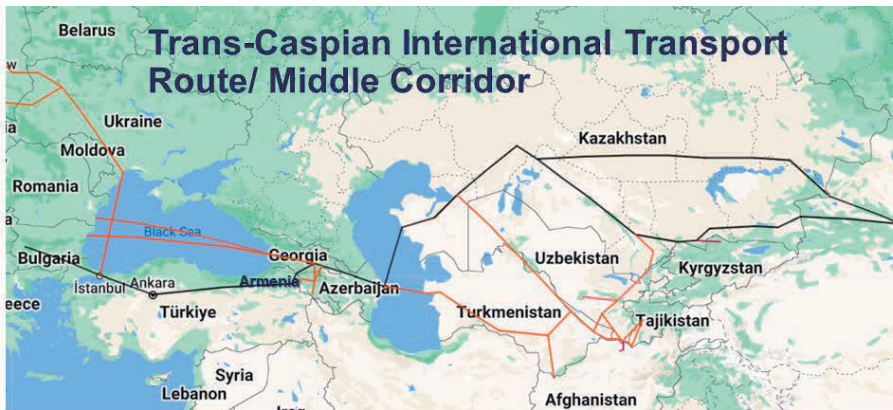 Trans-Caspian International Transport
Route/ Middle Corridor
Belarus
Ukraine
Kazakhstan
Moldova
Romania
Black Sea
Bulgaria
Georgia
Uzbekistan
Kyrgyzstan
İstanbul
Ankara
Armenia
Azerbaijan
Türkiye
Turkmenistan
Tajikistan
Syria
Lebanon
Afghanistan